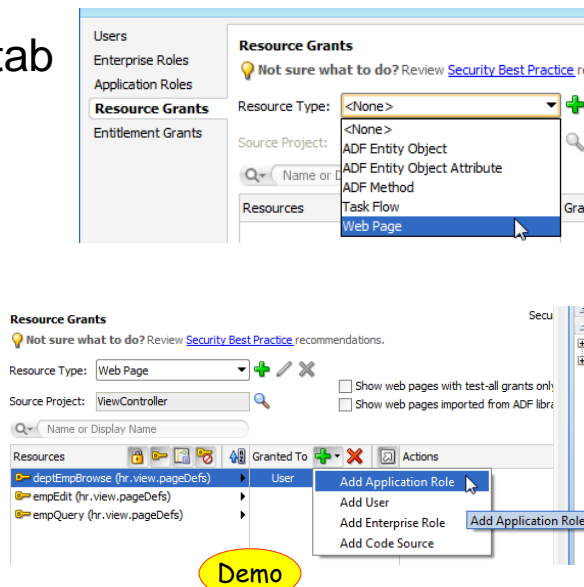 tab
Users
Enterprise Roles
Application Roles
Resource Grants
Entitlement Grants
Resource Grants
Not sure what to do? Review Security Best Practice
Resource Type: <None>
<None>
ADF Entity Object
ADF Entity Object Attribute
ADF Method
Task Flow
Web Page
Source Project:
Name or
Resources
Resource Grants
Not sure what to do? Review Security Best Practice recommendations.
Resource Type: Web Page
Show web pages with test-all grants only
Source Project: ViewController
Show web pages imported from ADF
Name or Display Name
Resources Granted To Actions
deptEmpBrowse (hr.view.pageDefs) User
empEdit (hr.view.pageDefs)
empQuery (hr.view.pageDefs)
Add Application Role
Add User
Add Enterprise Role
Add Code Source
Add Application Role
Demo